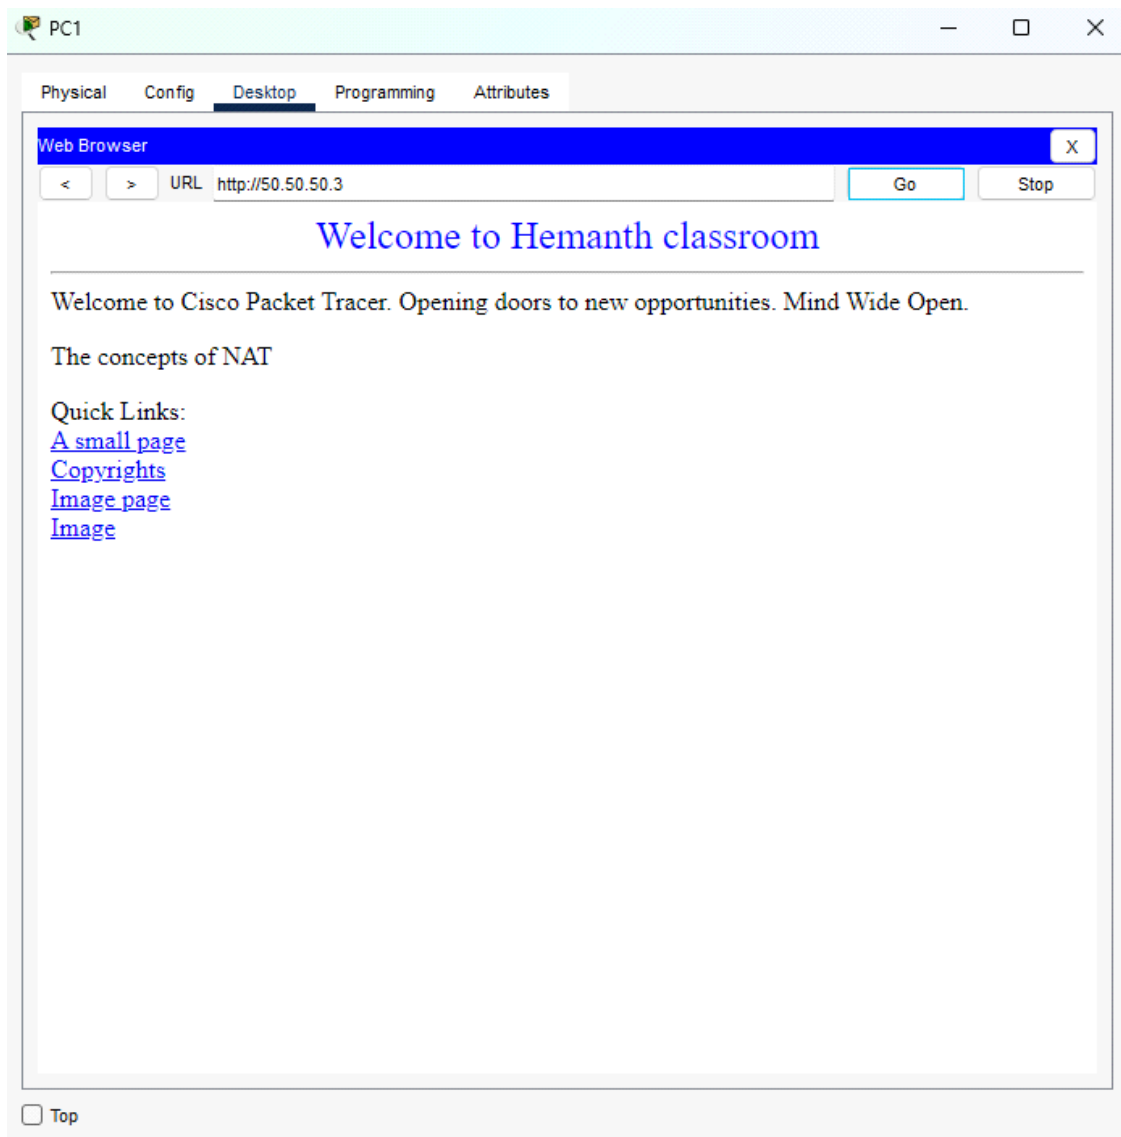 PC1
Physical Config Desktop Programming Attributes
Web Browser X
< > URL http://50.50.50.3 Go Stop
Welcome to Hemanth classroom
Welcome to Cisco Packet Tracer. Opening doors to new opportunities. Mind Wide Open.
The concepts of NAT
Quick Links:
A small page
Copyrights
Image page
Image
Top